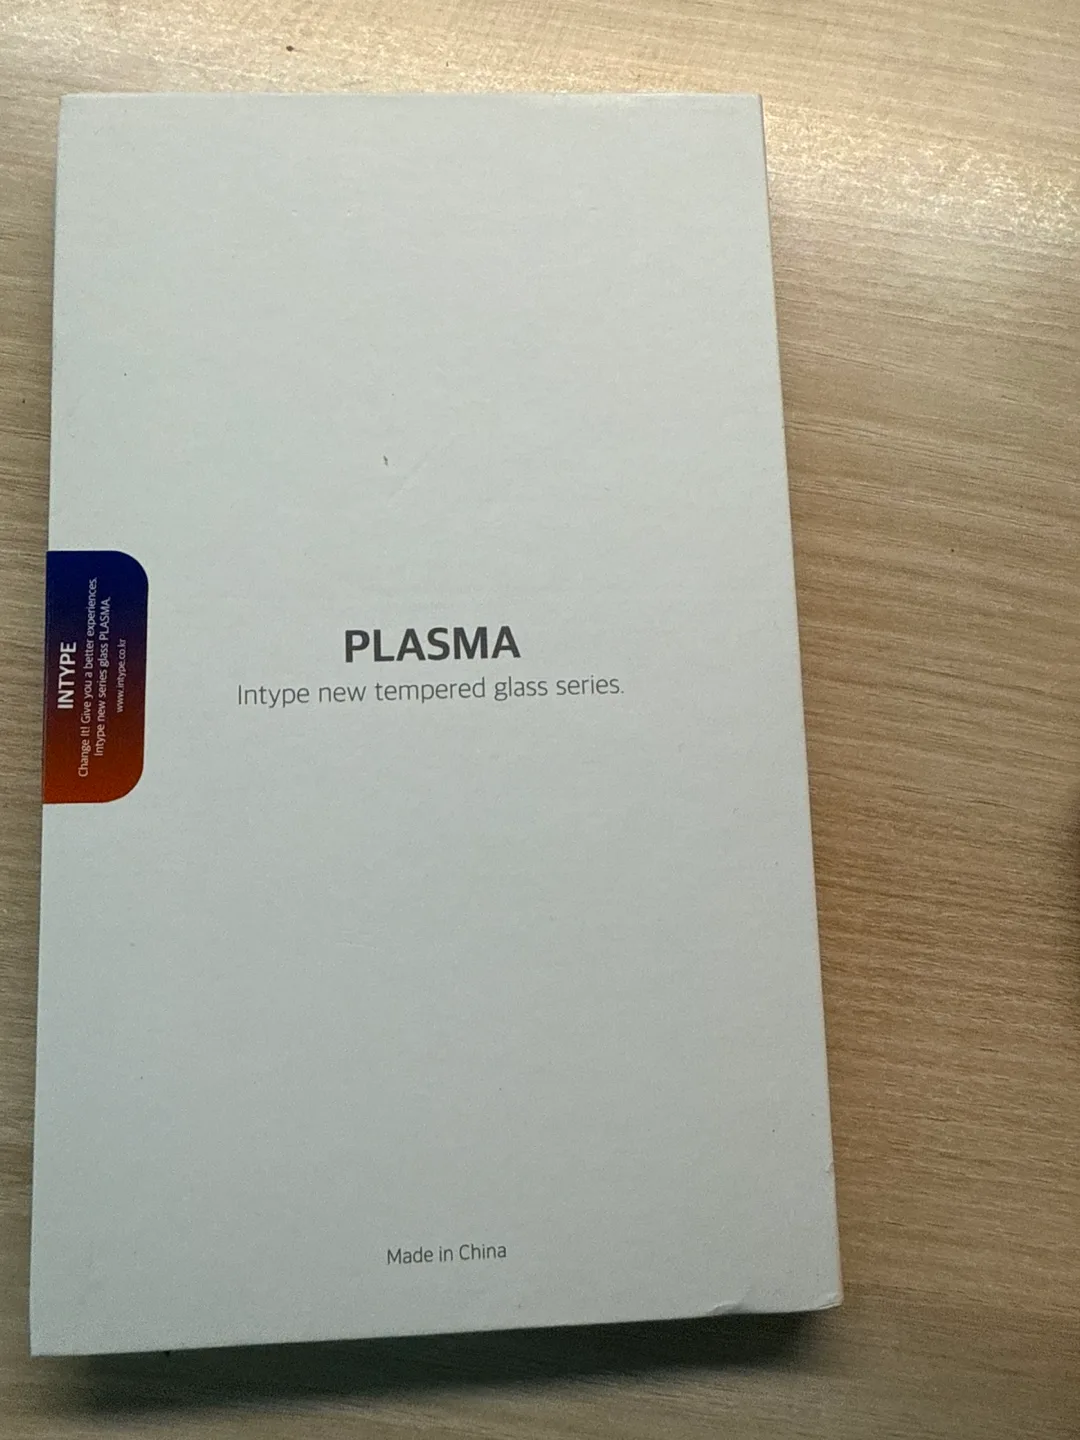 INTYPE
Change It! Give you a better experiences.
Intype new series glass PLASMA.
www.intype.co.kr
PLASMA
Intype new tempered glass series.
Made in China